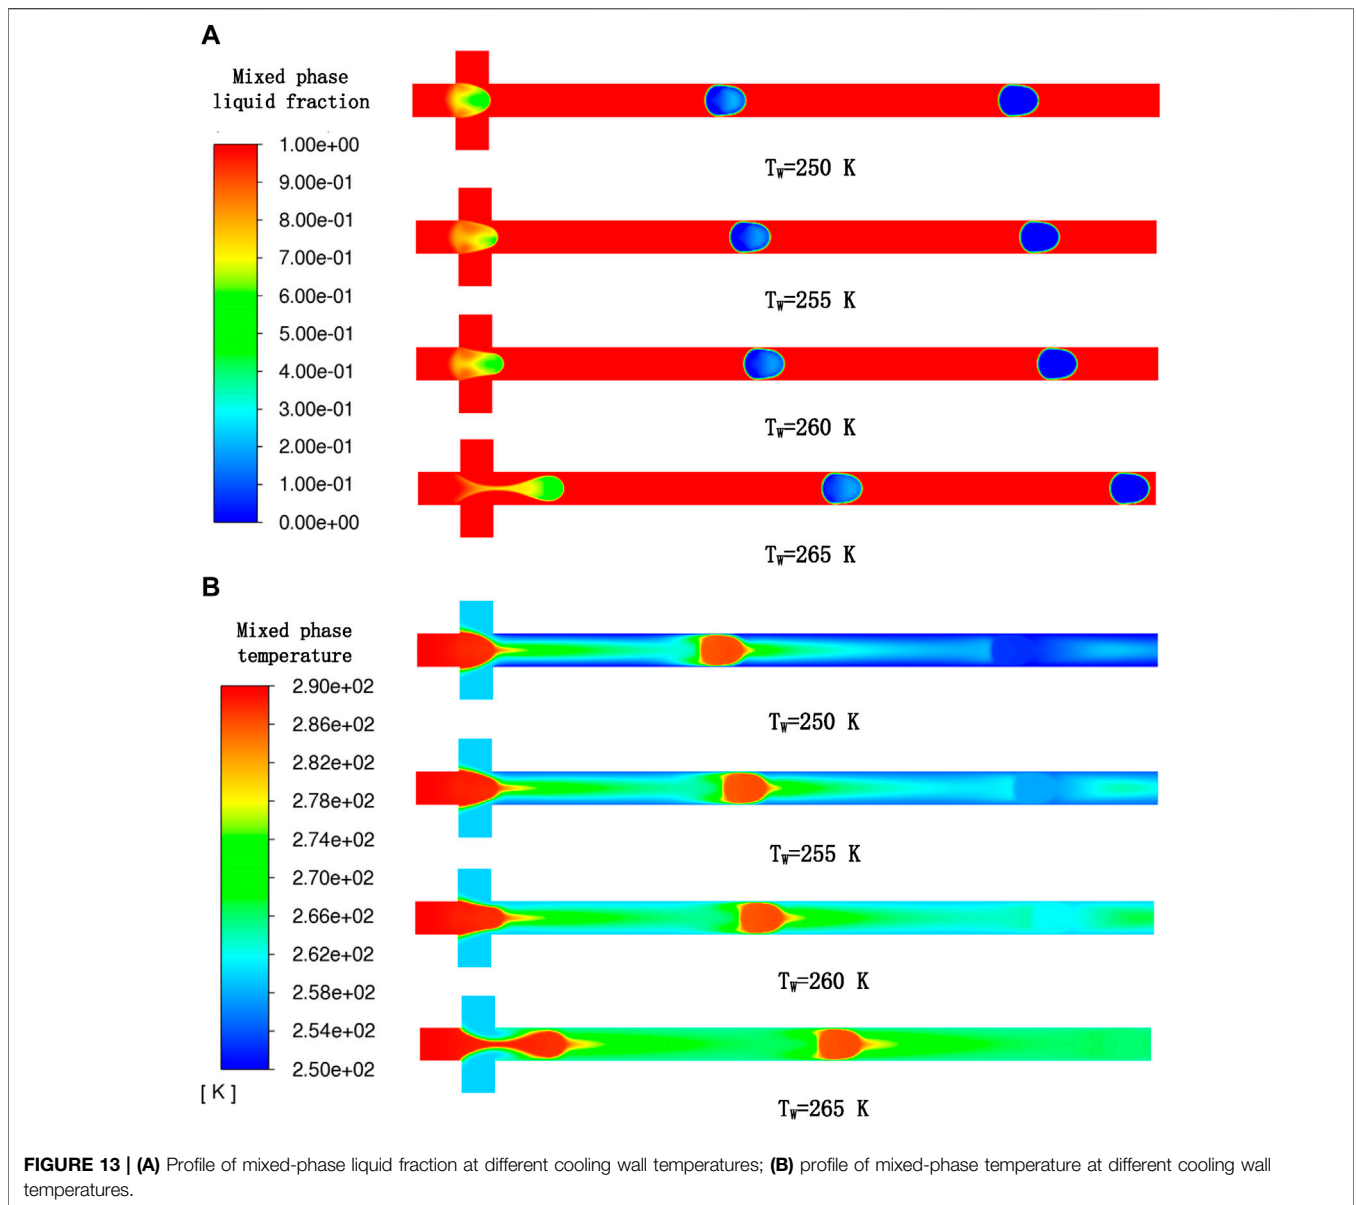 A
Mixed phase
liquid fraction
1.00e+00
9.00e-01
8.00e-01
7.00e-01
6.00e-01
5.00e-01
4.00e-01
3.00e-01
2.00e-01
1.00e-01
0.00e+00
Tw=250 K
Tw=255 K
Tw=260 K
Tw=265 K
B
Mixed phase
temperature
2.90e+02
2.86e+02
2.82e+02
2.78e+02
2.74e+02
2.70e+02
2.66e+02
2.62e+02
2.58e+02
2.54e+02
2.50e+02
[ K ]
Tw=250 K
Tw=255 K
Tw=260 K
Tw=265 K
FIGURE 13 | (A) Profile of mixed-phase liquid fraction at different cooling wall temperatures; (B) profile of mixed-phase temperature at different cooling wall
temperatures.